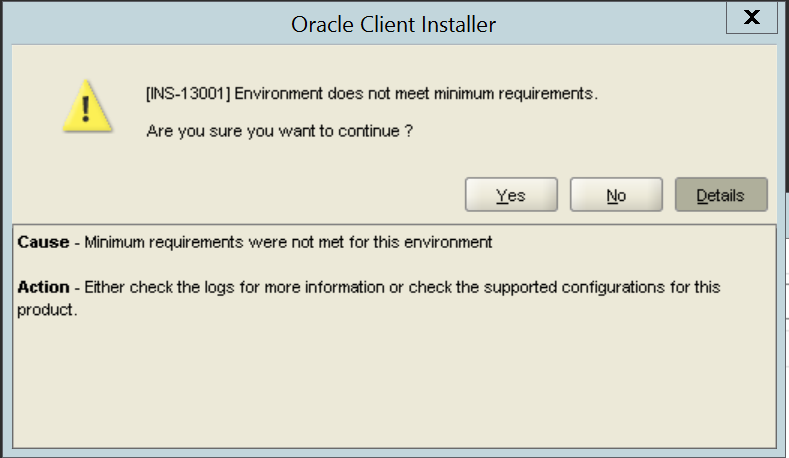 Oracle Client Installer
X
[INS-13001] Environment does not meet minimum requirements.
Are you sure you want to continue ?
Yes
No
Details
Cause - Minimum requirements were not met for this environment
Action - Either check the logs for more information or check the supported configurations for this
product.